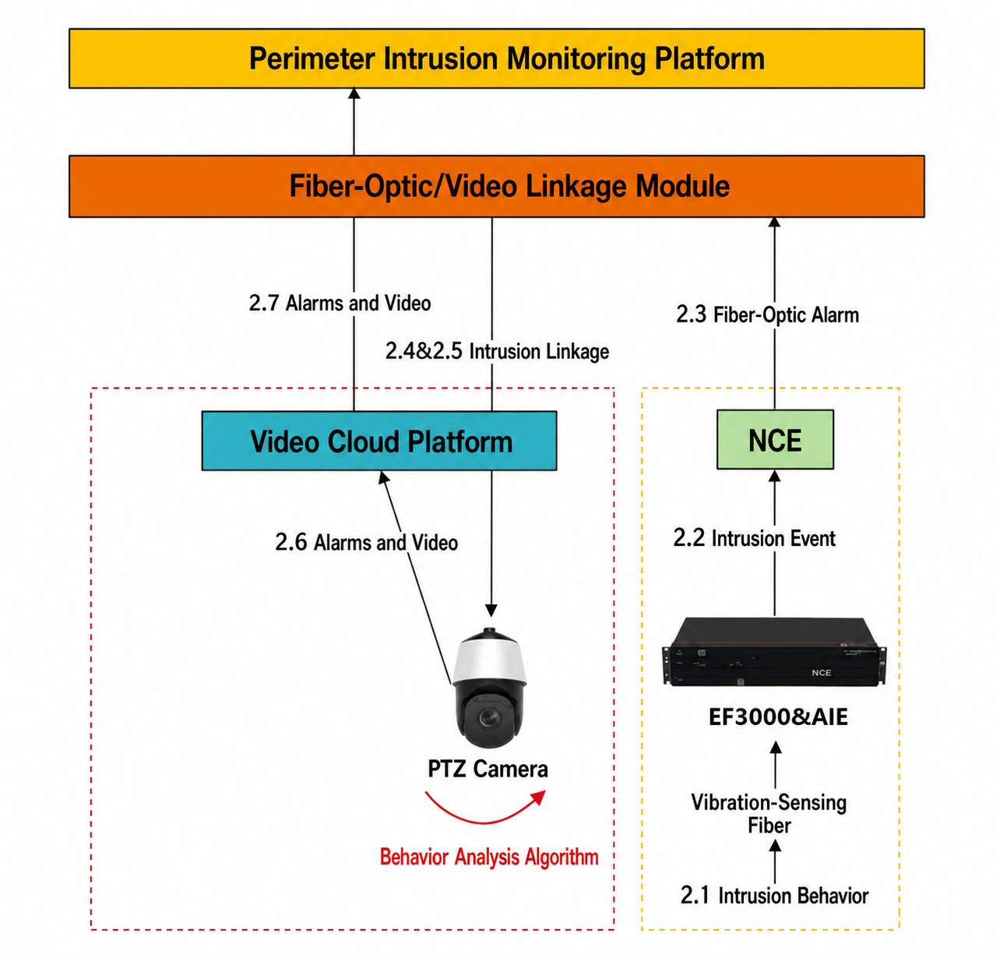 Perimeter Intrusion Monitoring Platform
Fiber-Optic/Video Linkage Module
2.7 Alarms and Video
2.4&2.5 Intrusion Linkage
2.3 Fiber-Optic Alarm
Video Cloud Platform
NCE
2.6 Alarms and Video
2.2 Intrusion Event
NCE
EF3000&AIE
PTZ Camera
Vibration-Sensing
Fiber
Behavior Analysis Algorithm
2.1 Intrusion Behavior